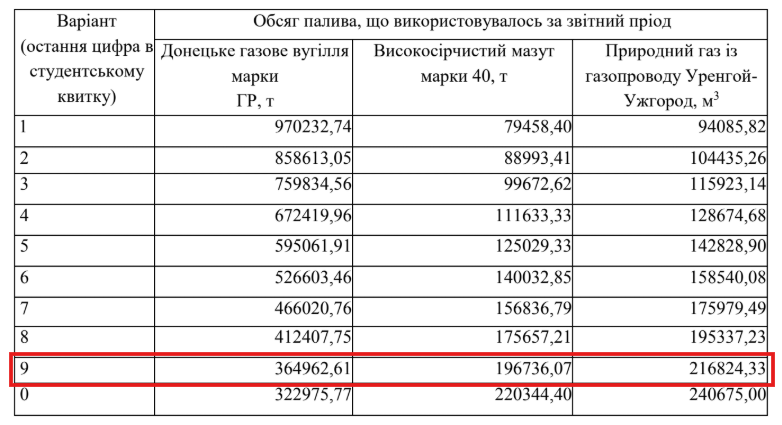 Варіант
(остання цифра в
студентському
квитку)
Обсяг палива, що використовувалось за звітний пріод
Донецьке газове вугілля
марки
ГР, т
Високосірчистий мазут
марки 40, т
Природний газ із
газопроводу Уренгой-
Ужгород, м³
1 970232,74 79458,40 94085,82
2 858613,05 88993,41 104435,26
3 759834,56 99672,62 115923,14
4 672419,96 111633,33 128674,68
5 595061,91 125029,33 142828,90
6 526603,46 140032,85 158540,08
7 466020,76 156836,79 175979,49
8 412407,75 175657,21 195337,23
9 364962,61 196736,07 216824,33
0 322975,77 220344,40 240675,00